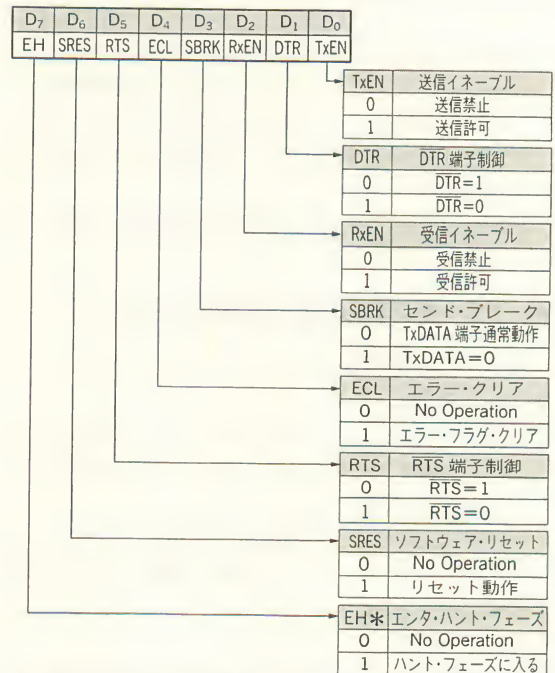 D₇ D₆ D₅ D₄ D₃ D₂ D₁ D₀
EH SRES RTS ECL SBRK RxEN DTR TxEN
TxEN 送信イネーブル
0 送信禁止
1 送信許可
DTR D̅T̅R̅ 端子制御
0 D̅T̅R̅=1
1 D̅T̅R̅=0
RxEN 受信イネーブル
0 受信禁止
1 受信許可
SBRK センド・ブレーク
0 TxDATA 端子通常動作
1 TxDATA=0
ECL エラー・クリア
0 No Operation
1 エラー・フラグ・クリア
RTS R̅T̅S̅ 端子制御
0 R̅T̅S̅=1
1 R̅T̅S̅=0
SRES ソフトウェア・リセット
0 No Operation
1 リセット動作
EH* エンタ・ハント・フェーズ
0 No Operation
1 ハント・フェーズに入る